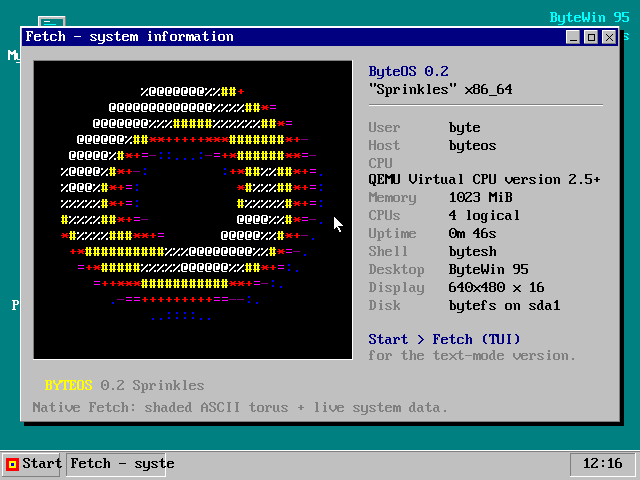 ByteWin 95
Fetch - system information
ByteOS 0.2
"Sprinkles" x86_64
User byte
Host byteos
CPU
QEMU Virtual CPU version 2.5+
Memory 1023 MiB
CPUs 4 logical
Uptime 0m 46s
Shell bytesh
Desktop ByteWin 95
Display 640x480 x 16
Disk bytefs on sda1
Start > Fetch (TUI)
for the text-mode version.
BYTEOS 0.2 Sprinkles
Native Fetch: shaded ASCII torus + live system data.
Start
Fetch - syste
12:16